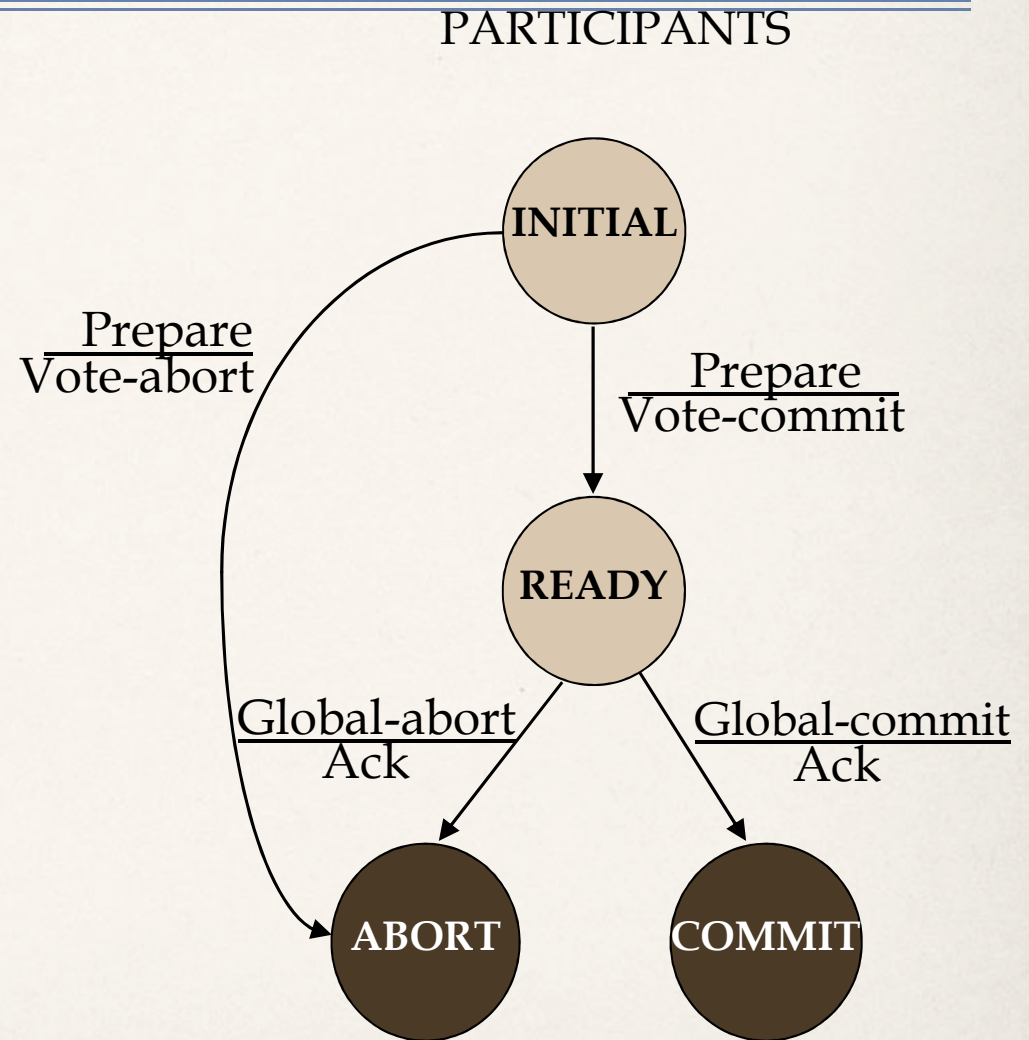 PARTICIPANTS
INITIAL
Prepare
Vote-abort
Prepare
Vote-commit
READY
Global-abort
Ack
Global-commit
Ack
ABORT
COMMIT